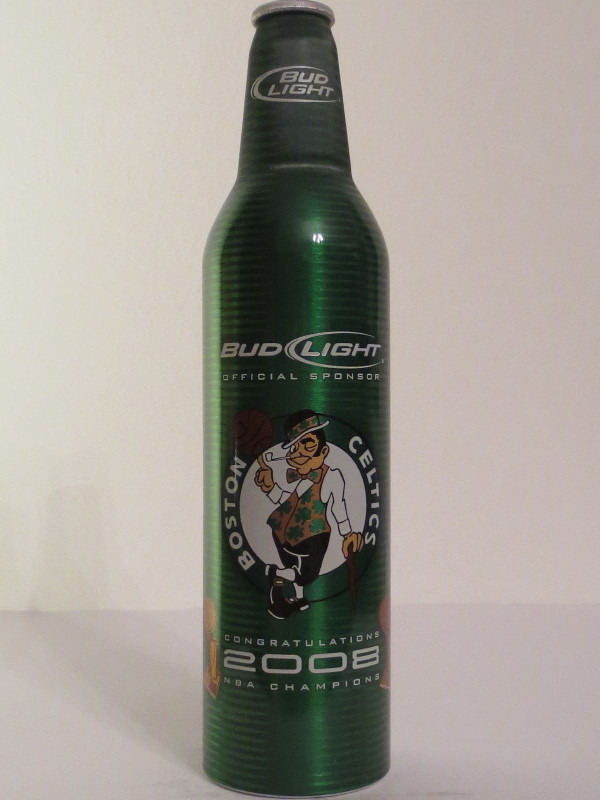 BUD
LIGHT
BUD LIGHT
OFFICIAL SPONSOR
BOSTON
CELTICS
CONGRATULATIONS
2008
NBA CHAMPIONS